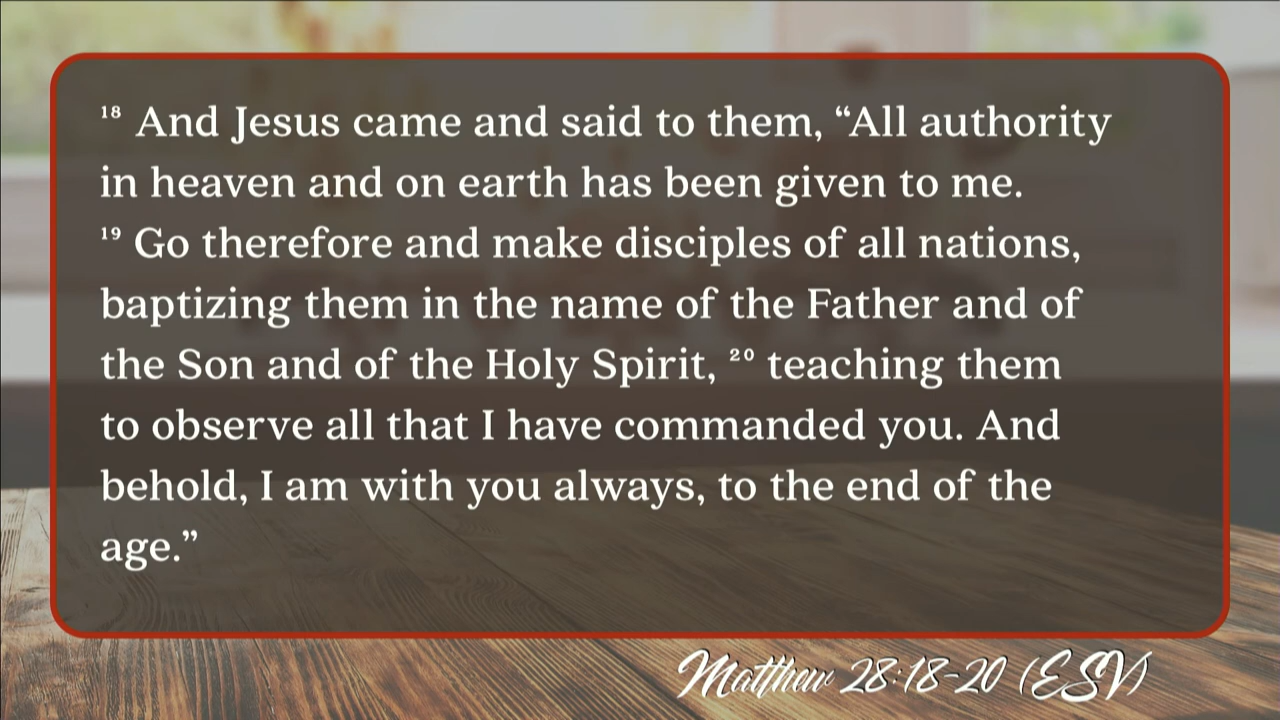 ¹⁸ And Jesus came and said to them, “All authority
in heaven and on earth has been given to me.
¹⁹ Go therefore and make disciples of all nations,
baptizing them in the name of the Father and of
the Son and of the Holy Spirit, ²⁰ teaching them
to observe all that I have commanded you. And
behold, I am with you always, to the end of the
age.”
Matthew 28:18-20 (ESV)